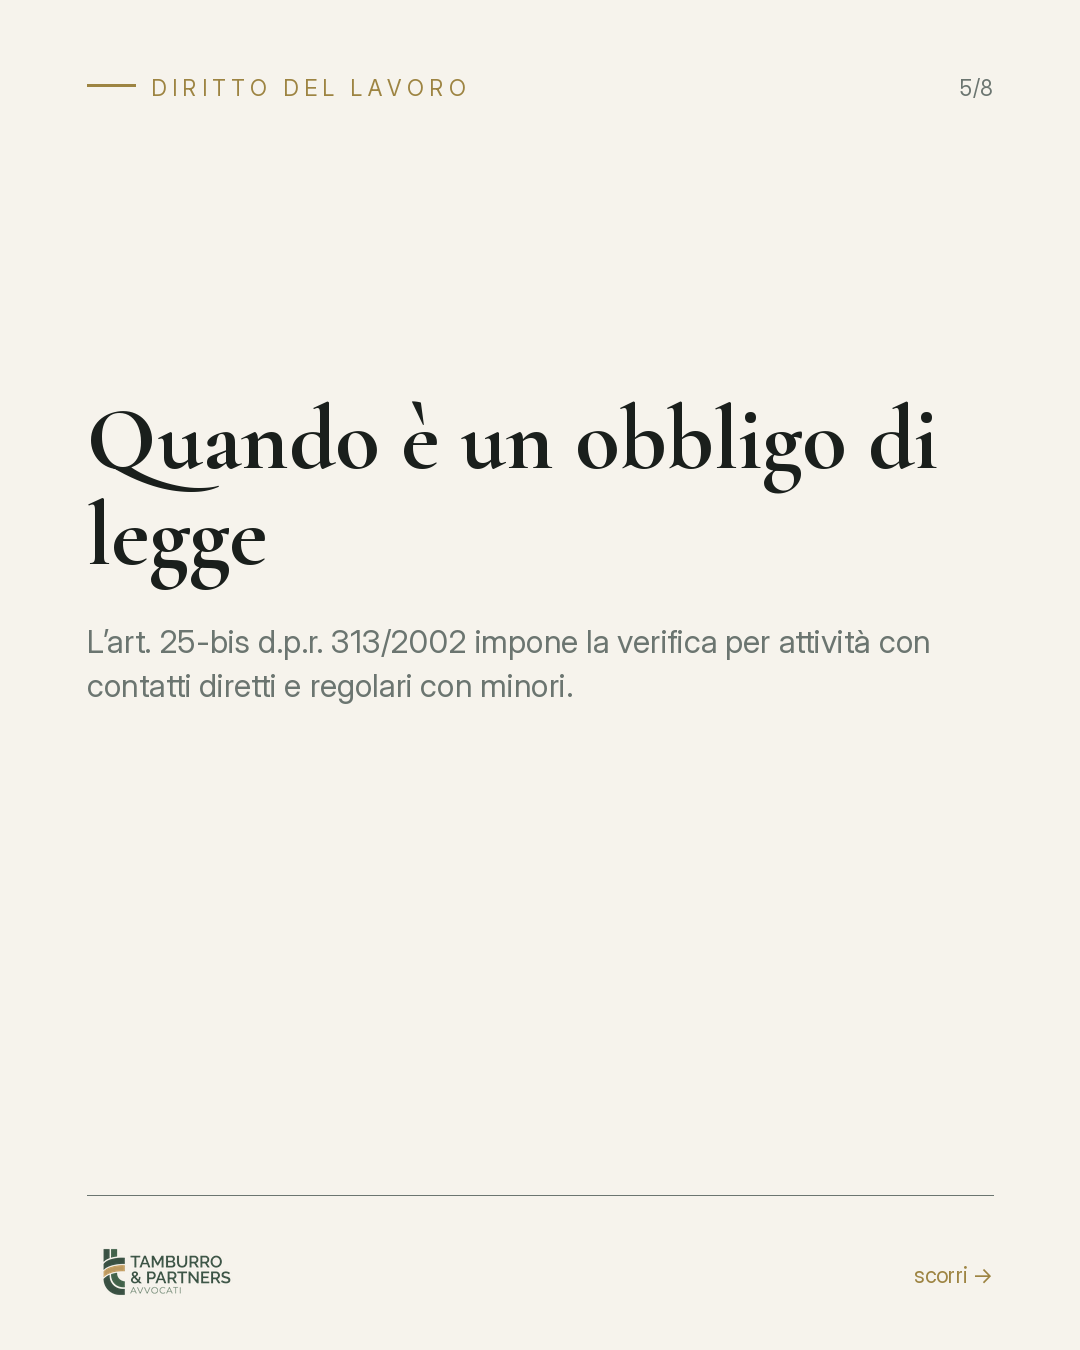 DIRITTO DEL LAVORO
5/8
Quando è un obbligo di
legge
L’art. 25-bis d.p.r. 313/2002 impone la verifica per attività con
contatti diretti e regolari con minori.
TAMBURRO
& PARTNERS
AVVOCATI
scorri →